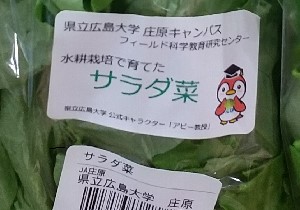 県立広島大学 庄原キャンパス
フィールド科学教育研究センター
水耕栽培で育てた
サラダ菜
県立広島大学 公式キャラクター「アピー教授」
サラダ菜
JA庄原
県立広島大学 庄原